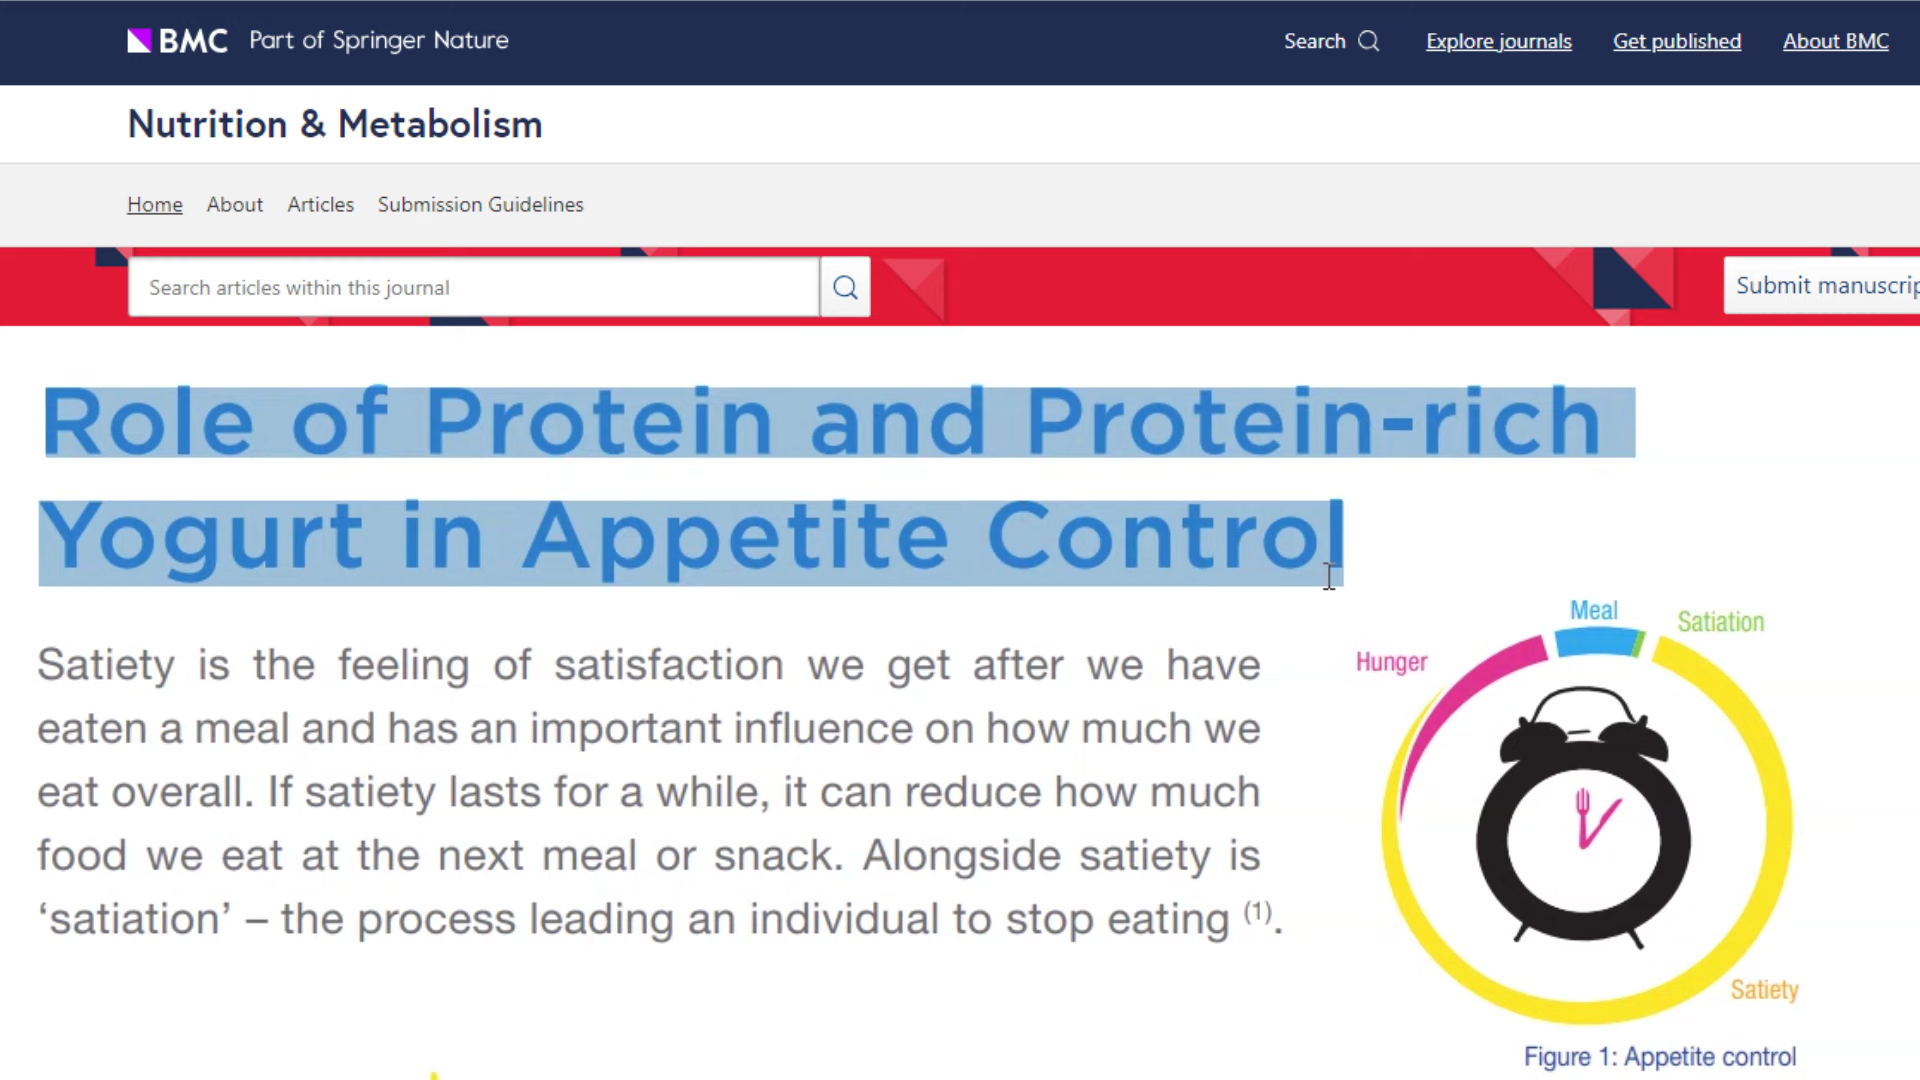 BMC Part of Springer Nature
Search
Explore journals
Get published
About BMC
Nutrition & Metabolism
Home About Articles Submission Guidelines
Search articles within this journal
Submit manuscrip
Role of Protein and Protein-rich
Yogurt in Appetite Control
Satiety is the feeling of satisfaction we get after we have
eaten a meal and has an important influence on how much we
eat overall. If satiety lasts for a while, it can reduce how much
food we eat at the next meal or snack. Alongside satiety is
‘satiation’ – the process leading an individual to stop eating (1).
Meal
Satiation
Hunger
Satiety
Figure 1: Appetite control